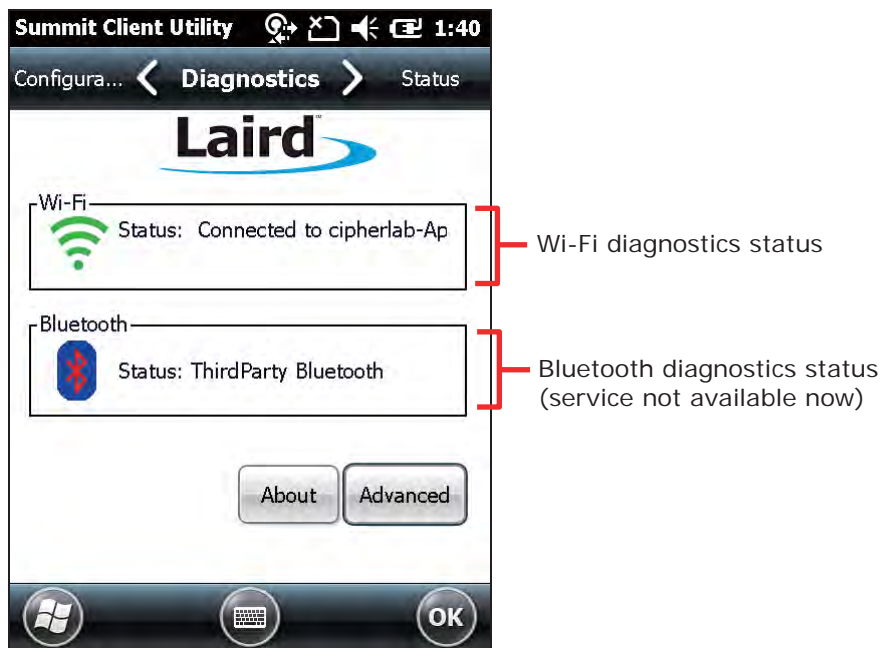 Summit Client Utility 1:40
Configura... Diagnostics Status
Laird™
Wi-Fi
Status: Connected to cipherlab-Ap
Wi-Fi diagnostics status
Bluetooth
Status: ThirdParty Bluetooth
Bluetooth diagnostics status
(service not available now)
About Advanced
OK